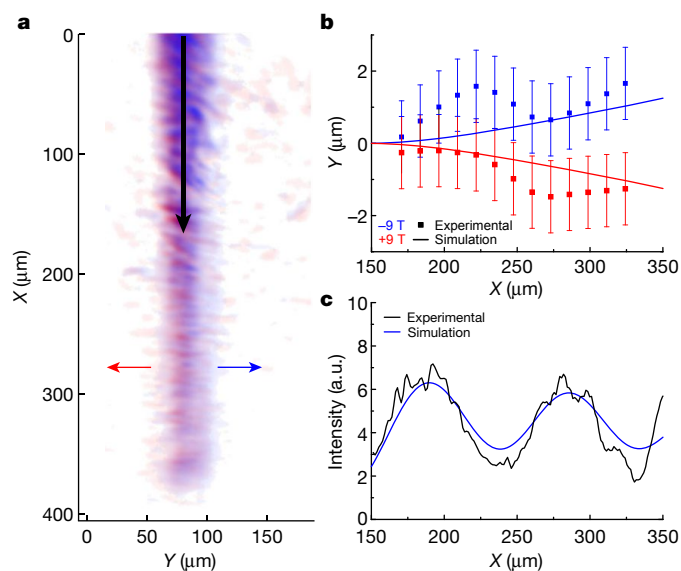 a
0
100
200
300
400
X (μm)
0
50
100
150
Y (μm)
b
2
0
−2
Y (μm)
−9 T
+9 T
Experimental
Simulation
150
200
250
300
350
X (μm)
c
10
8
6
4
2
0
Intensity (a.u.)
Experimental
Simulation
150
200
250
300
350
X (μm)